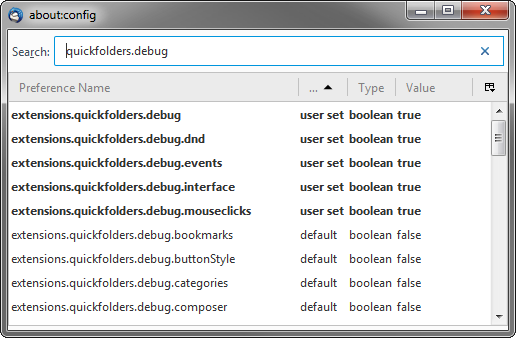 about:config
Search: quickfolders.debug
Preference Name ... Type Value
extensions.quickfolders.debug user set boolean true
extensions.quickfolders.debug.dnd user set boolean true
extensions.quickfolders.debug.events user set boolean true
extensions.quickfolders.debug.interface user set boolean true
extensions.quickfolders.debug.mouseclicks user set boolean true
extensions.quickfolders.debug.bookmarks default boolean false
extensions.quickfolders.debug.buttonStyle default boolean false
extensions.quickfolders.debug.categories default boolean false
extensions.quickfolders.debug.composer default boolean false